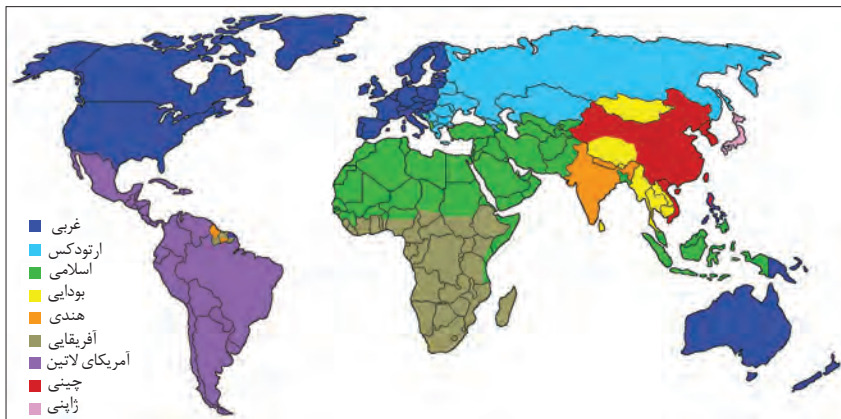 غربی
ارتودکس
اسلامی
بودایی
هندی
آفریقایی
آمریکای لاتین
چینی
ژاپنی